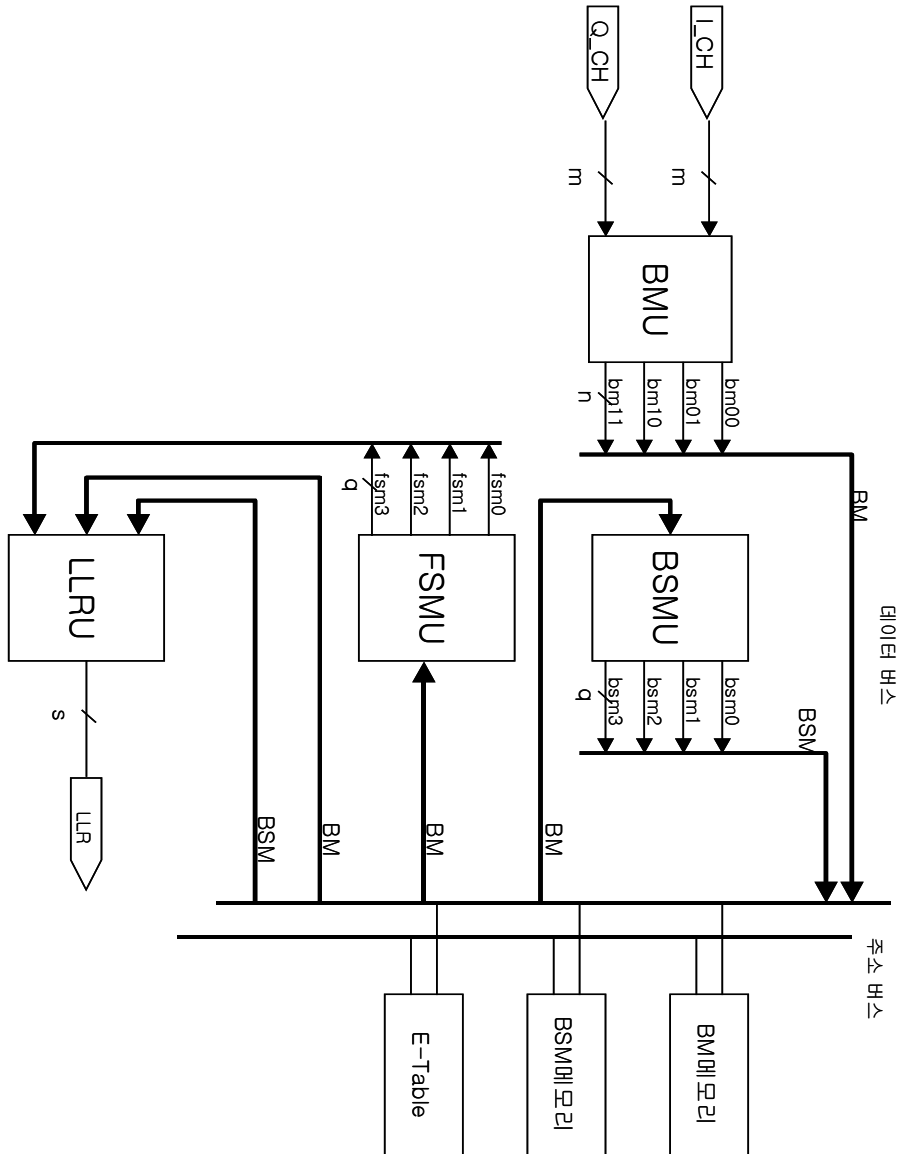 I_CH
Q_CH
m
m
BMU
bm00
bm01
bm10
bm11
n
BM
데이터 버스
BSMU
bsm0
bsm1
bsm2
bsm3
q
BSM
FSMU
fsm0
fsm1
fsm2
fsm3
q
LLRU
s
LLR
BM
BM
BM
BSM
주소 버스
BM메모리
BSM메모리
E-Table